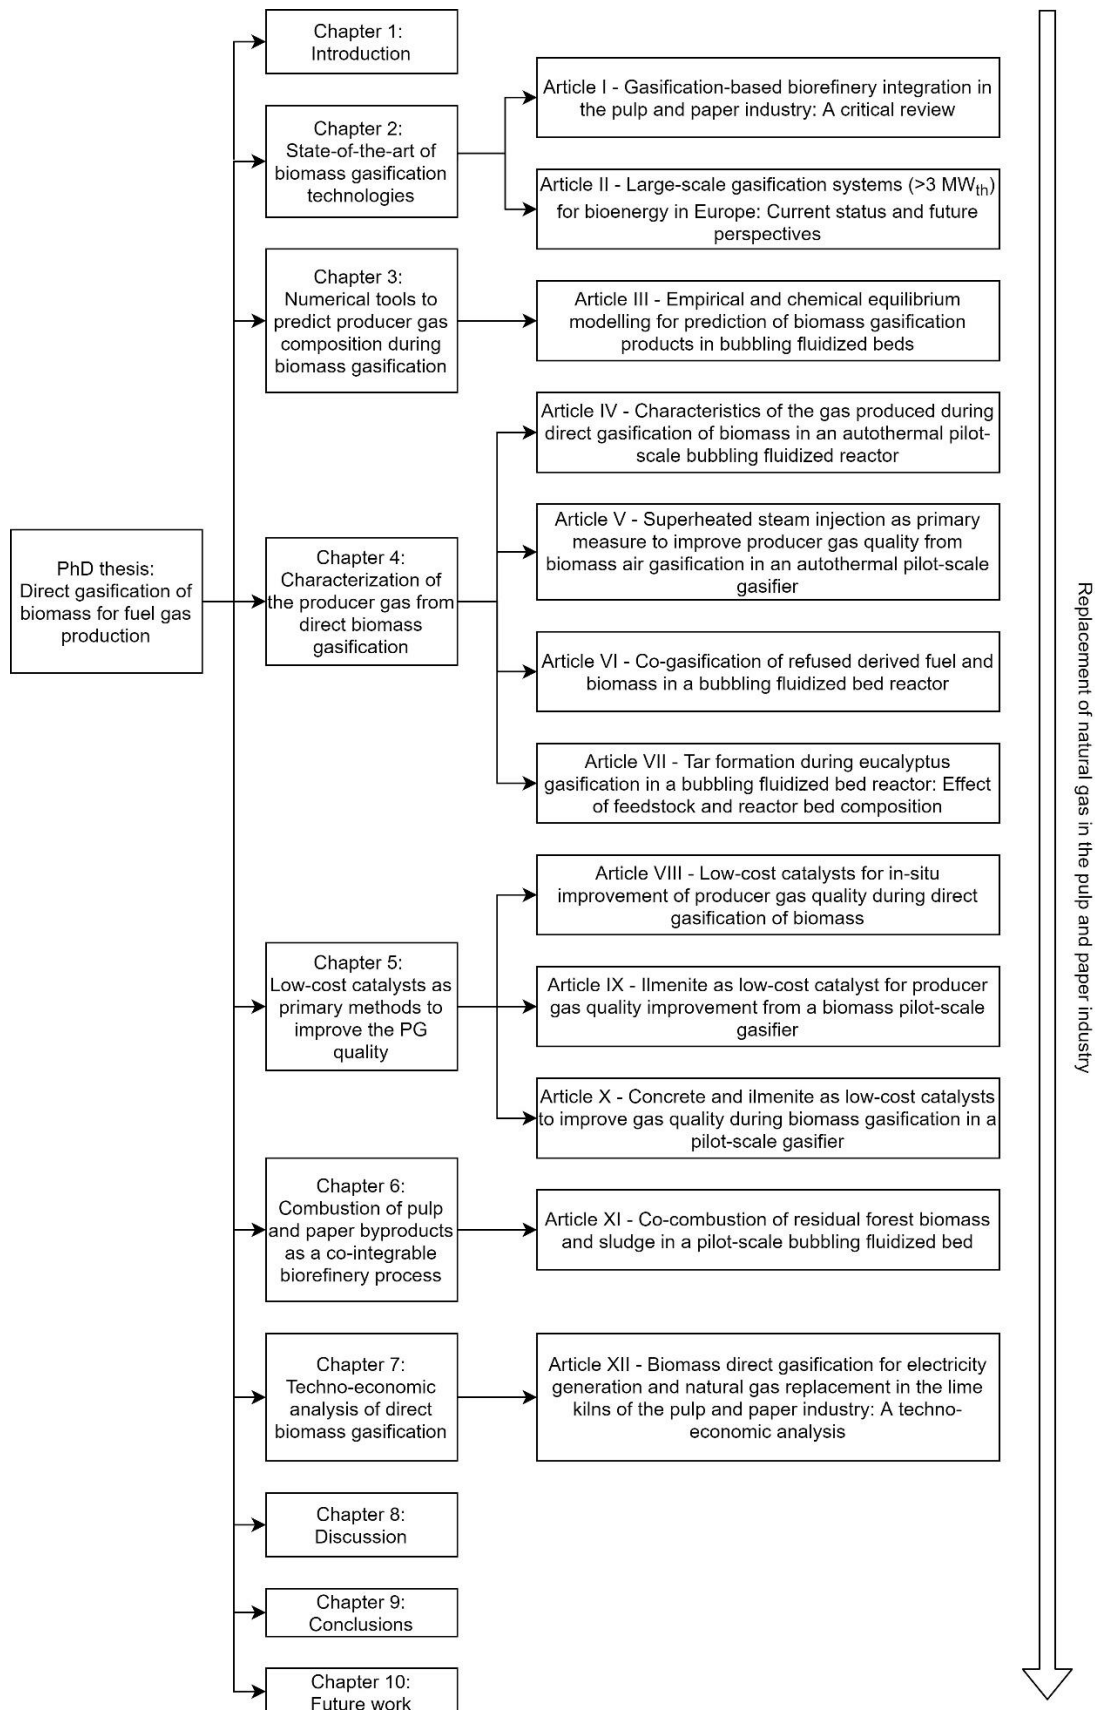 PhD thesis:
Direct gasification of
biomass for fuel gas
production
Chapter 1:
Introduction
Chapter 2:
State-of-the-art of
biomass gasification
technologies
Article I - Gasification-based biorefinery integration in
the pulp and paper industry: A critical review
Article II - Large-scale gasification systems (>3 MWth)
for bioenergy in Europe: Current status and future
perspectives
Chapter 3:
Numerical tools to
predict producer gas
composition during
biomass gasification
Article III - Empirical and chemical equilibrium
modelling for prediction of biomass gasification
products in bubbling fluidized beds
Chapter 4:
Characterization of
the producer gas from
direct biomass
gasification
Article IV - Characteristics of the gas produced during
direct gasification of biomass in an autothermal pilot-
scale bubbling fluidized reactor
Article V - Superheated steam injection as primary
measure to improve producer gas quality from
biomass air gasification in an autothermal pilot-scale
gasifier
Article VI - Co-gasification of refused derived fuel and
biomass in a bubbling fluidized bed reactor
Article VII - Tar formation during eucalyptus
gasification in a bubbling fluidized bed reactor: Effect
of feedstock and reactor bed composition
Chapter 5:
Low-cost catalysts as
primary methods to
improve the PG
quality
Article VIII - Low-cost catalysts for in-situ
improvement of producer gas quality during direct
gasification of biomass
Article IX - Ilmenite as low-cost catalyst for producer
gas quality improvement from a biomass pilot-scale
gasifier
Article X - Concrete and ilmenite as low-cost catalysts
to improve gas quality during biomass gasification in a
pilot-scale gasifier
Chapter 6:
Combustion of pulp
and paper byproducts
as a co-integrable
biorefinery process
Article XI - Co-combustion of residual forest biomass
and sludge in a pilot-scale bubbling fluidized bed
Chapter 7:
Techno-economic
analysis of direct
biomass gasification
Article XII - Biomass direct gasification for electricity
generation and natural gas replacement in the lime
kilns of the pulp and paper industry: A techno-
economic analysis
Chapter 8:
Discussion
Chapter 9:
Conclusions
Chapter 10:
Future work
Replacement of natural gas in the pulp and paper industry